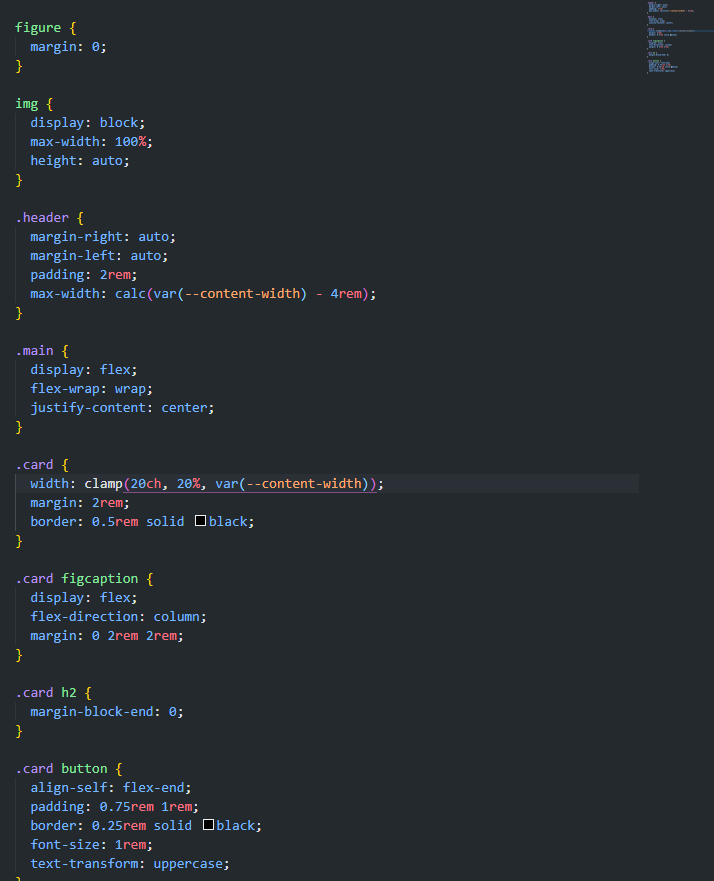 figure {
margin: 0;
}
img {
display: block;
max-width: 100%;
height: auto;
}
.header {
margin-right: auto;
margin-left: auto;
padding: 2rem;
max-width: calc(var(--content-width) - 4rem);
}
.main {
display: flex;
flex-wrap: wrap;
justify-content: center;
}
.card {
width: clamp(20ch, 20%, var(--content-width));
margin: 2rem;
border: 0.5rem solid black;
}
.card figcaption {
display: flex;
flex-direction: column;
margin: 0 2rem 2rem;
}
.card h2 {
margin-block-end: 0;
}
.card button {
align-self: flex-end;
padding: 0.75rem 1rem;
border: 0.25rem solid black;
font-size: 1rem;
text-transform: uppercase;
}